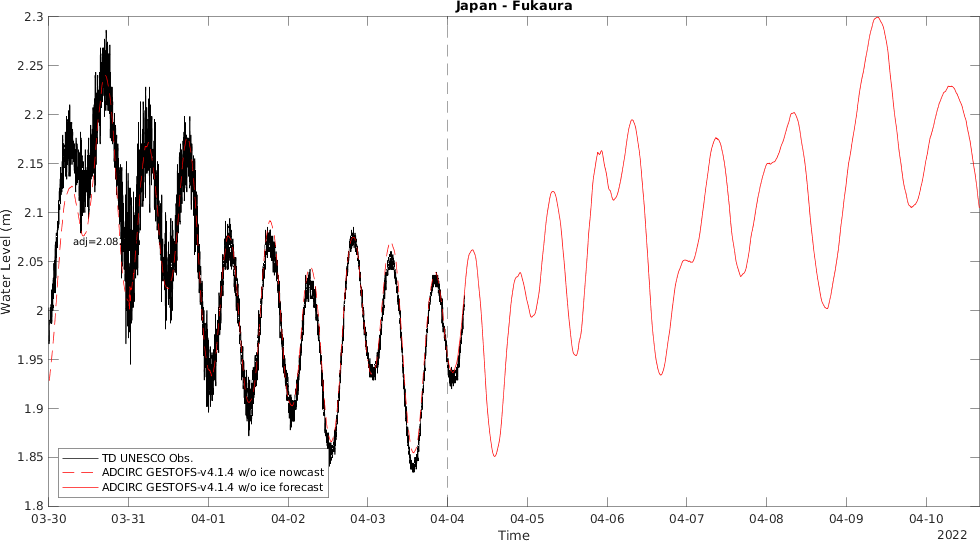 Japan - Fukaura
2.3
2.25
2.2
2.15
2.1
2.05
2
1.95
1.9
1.85
1.8
Water Level (m)
adj=2.082
TD UNESCO Obs.
ADCIRC GESTOFS-v4.1.4 w/o ice nowcast
ADCIRC GESTOFS-v4.1.4 w/o ice forecast
03-30 03-31 04-01 04-02 04-03 04-04 04-05 04-06 04-07 04-08 04-09 04-10
Time
2022